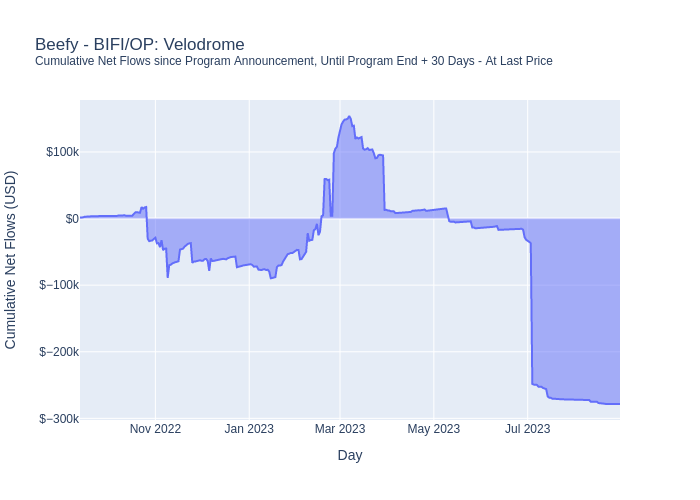 Beefy - BIFI/OP: Velodrome
Cumulative Net Flows since Program Announcement, Until Program End + 30 Days - At Last Price
Cumulative Net Flows (USD)
$100k
$0
$−100k
$−200k
$−300k
Nov 2022
Jan 2023
Mar 2023
May 2023
Jul 2023
Day